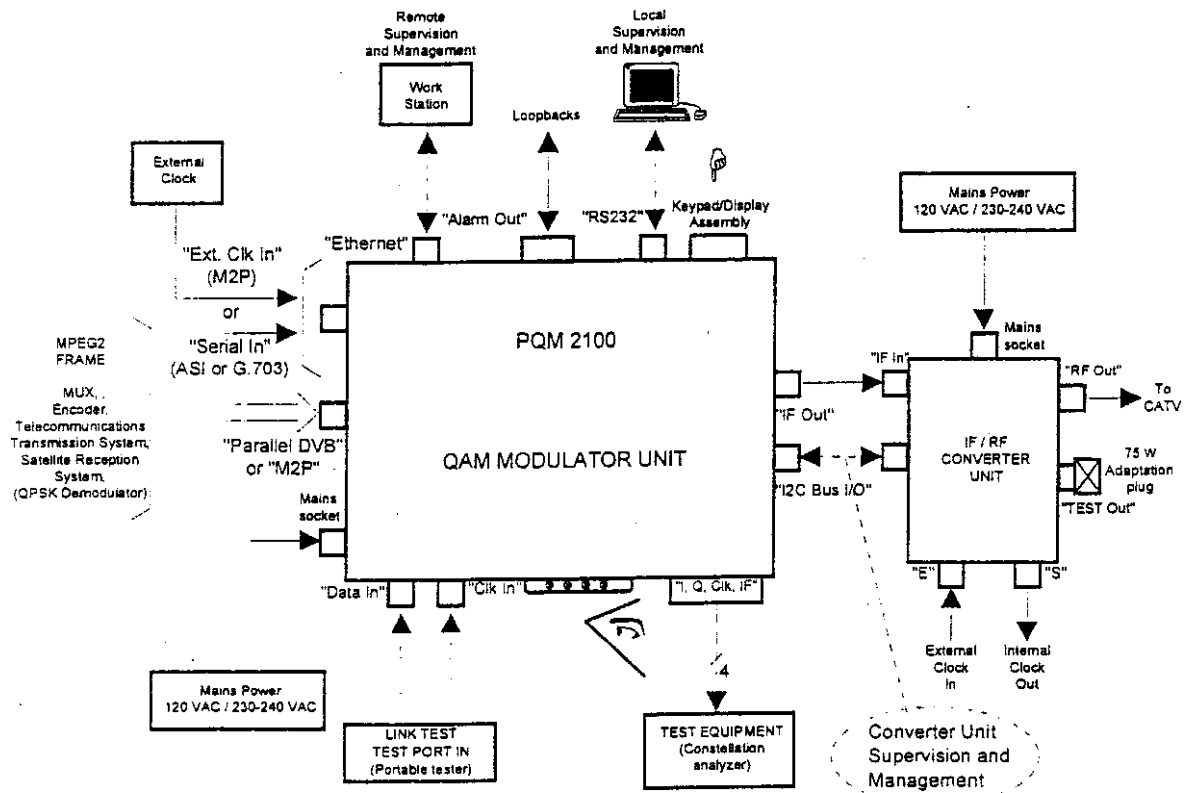 Remote
Supervision
and Management
Work
Station
Loopbacks
Local
Supervision
and Management
External
Clock
Mains Power
120 VAC / 230-240 VAC
"Ethernet"
"Alarm Out"
"RS232"
Keypad/Display
Assembly
"Ext. Clk In"
(M2P)
or
"Serial In"
(ASI or G.703)
MPEG2
FRAME
MUX, .
Encoder,
Telecommunications
Transmission System,
Satellite Reception
System,
(QPSK Demodulator)
"Parallel DVB"
or "M2P"
Mains
socket
PQM 2100
QAM MODULATOR UNIT
"IF Out"
"I2C Bus I/O"
"IF In"
Mains
socket
"RF Out"
To
CATV
IF / RF
CONVERTER
UNIT
75 W
Adaptation
plug
"TEST Out"
"E"
"S"
External
Clock
In
Internal
Clock
Out
"Data In"
"Clk In"
"I, Q, Clk, IF"
4
Mains Power
120 VAC / 230-240 VAC
LINK TEST
TEST PORT IN
(Portable tester)
TEST EQUIPMENT
(Constellation
analyzer)
Converter Unit
Supervision and
Management